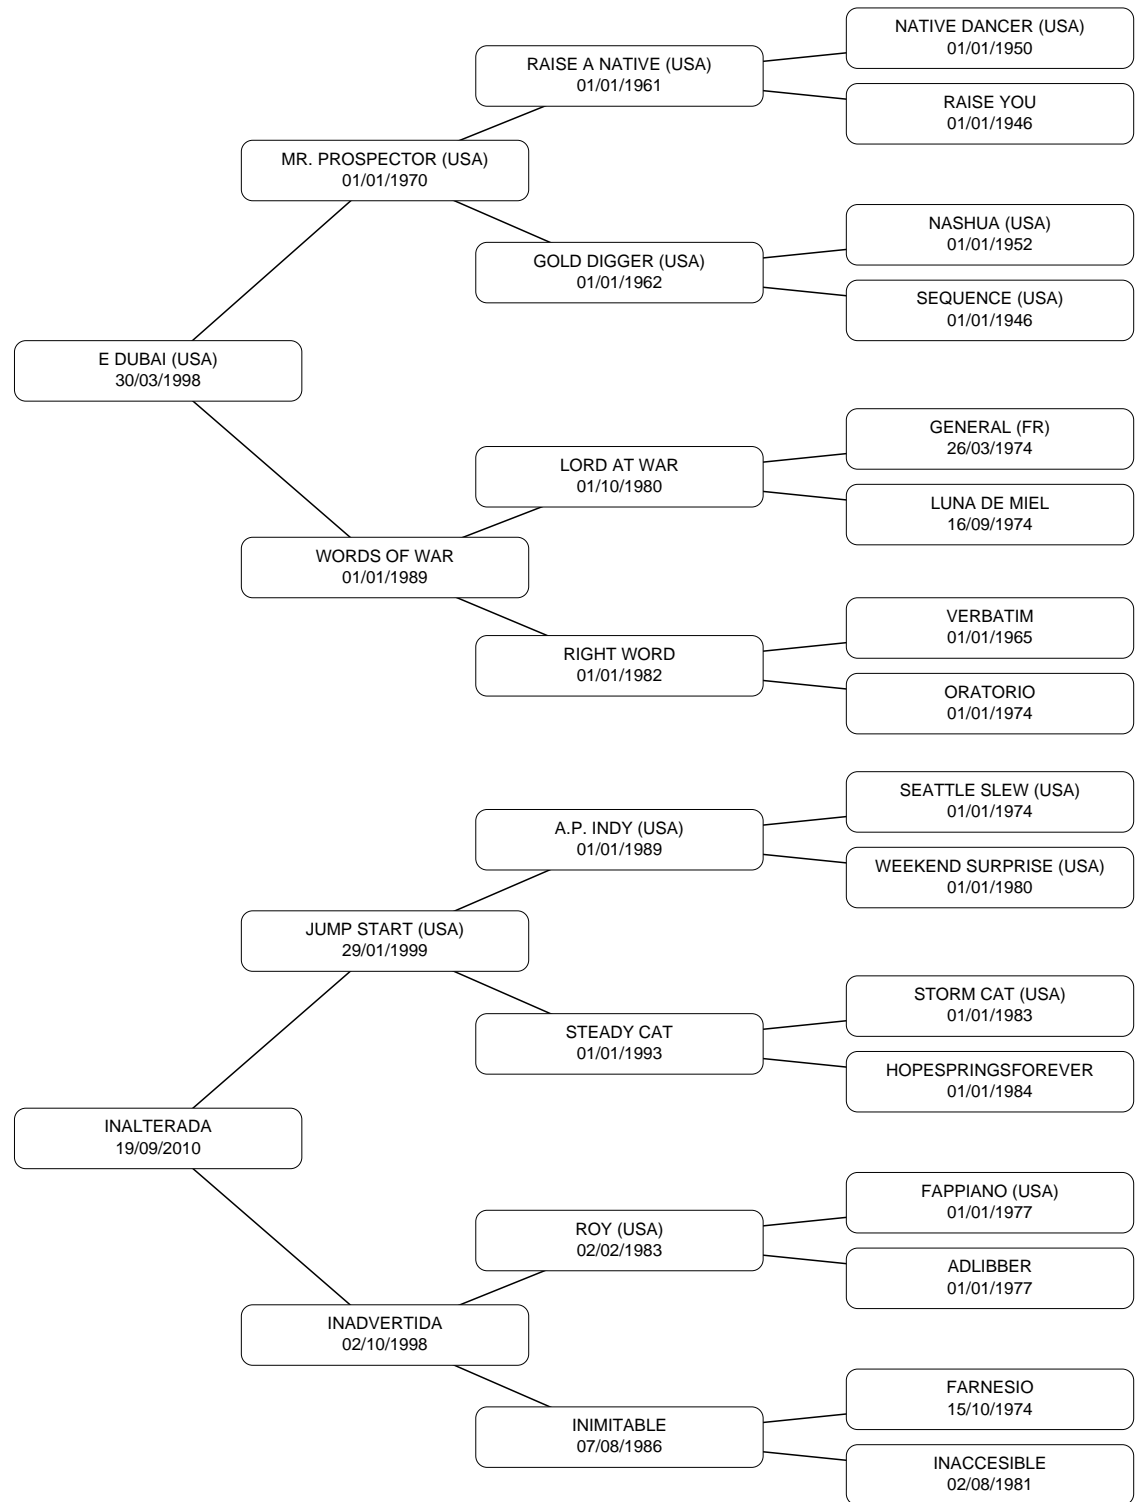 NATIVE DANCER (USA)
01/01/1950
RAISE A NATIVE (USA)
01/01/1961
RAISE YOU
01/01/1946
MR. PROSPECTOR (USA)
01/01/1970
NASHUA (USA)
01/01/1952
GOLD DIGGER (USA)
01/01/1962
SEQUENCE (USA)
01/01/1946
E DUBAI (USA)
30/03/1998
GENERAL (FR)
26/03/1974
LORD AT WAR
01/10/1980
LUNA DE MIEL
16/09/1974
WORDS OF WAR
01/01/1989
VERBATIM
01/01/1965
RIGHT WORD
01/01/1982
ORATORIO
01/01/1974
SEATTLE SLEW (USA)
01/01/1974
A.P. INDY (USA)
01/01/1989
WEEKEND SURPRISE (USA)
01/01/1980
JUMP START (USA)
29/01/1999
STORM CAT (USA)
01/01/1983
STEADY CAT
01/01/1993
HOPESPRINGSFOREVER
01/01/1984
INALTERADA
19/09/2010
FAPPIANO (USA)
01/01/1977
ROY (USA)
02/02/1983
ADLIBBER
01/01/1977
INADVERTIDA
02/10/1998
FARNESIO
15/10/1974
INIMITABLE
07/08/1986
INACCESIBLE
02/08/1981